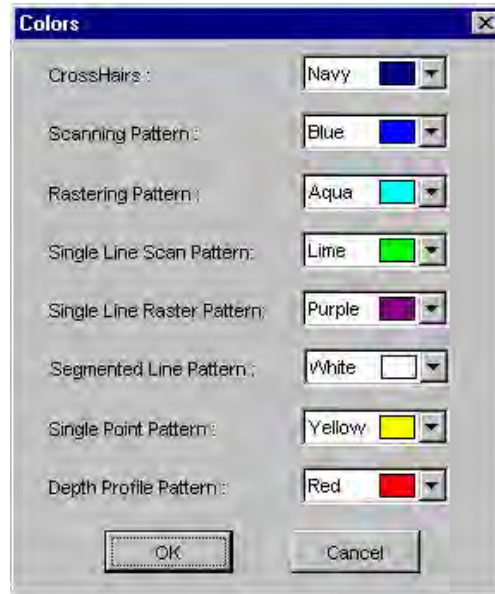 Colors
CrossHairs : Navy
Scanning Pattern : Blue
Rastering Pattern : Aqua
Single Line Scan Pattern: Lime
Single Line Raster Pattern: Purple
Segmented Line Pattern : White
Single Point Pattern : Yellow
Depth Profile Pattern : Red
OK Cancel